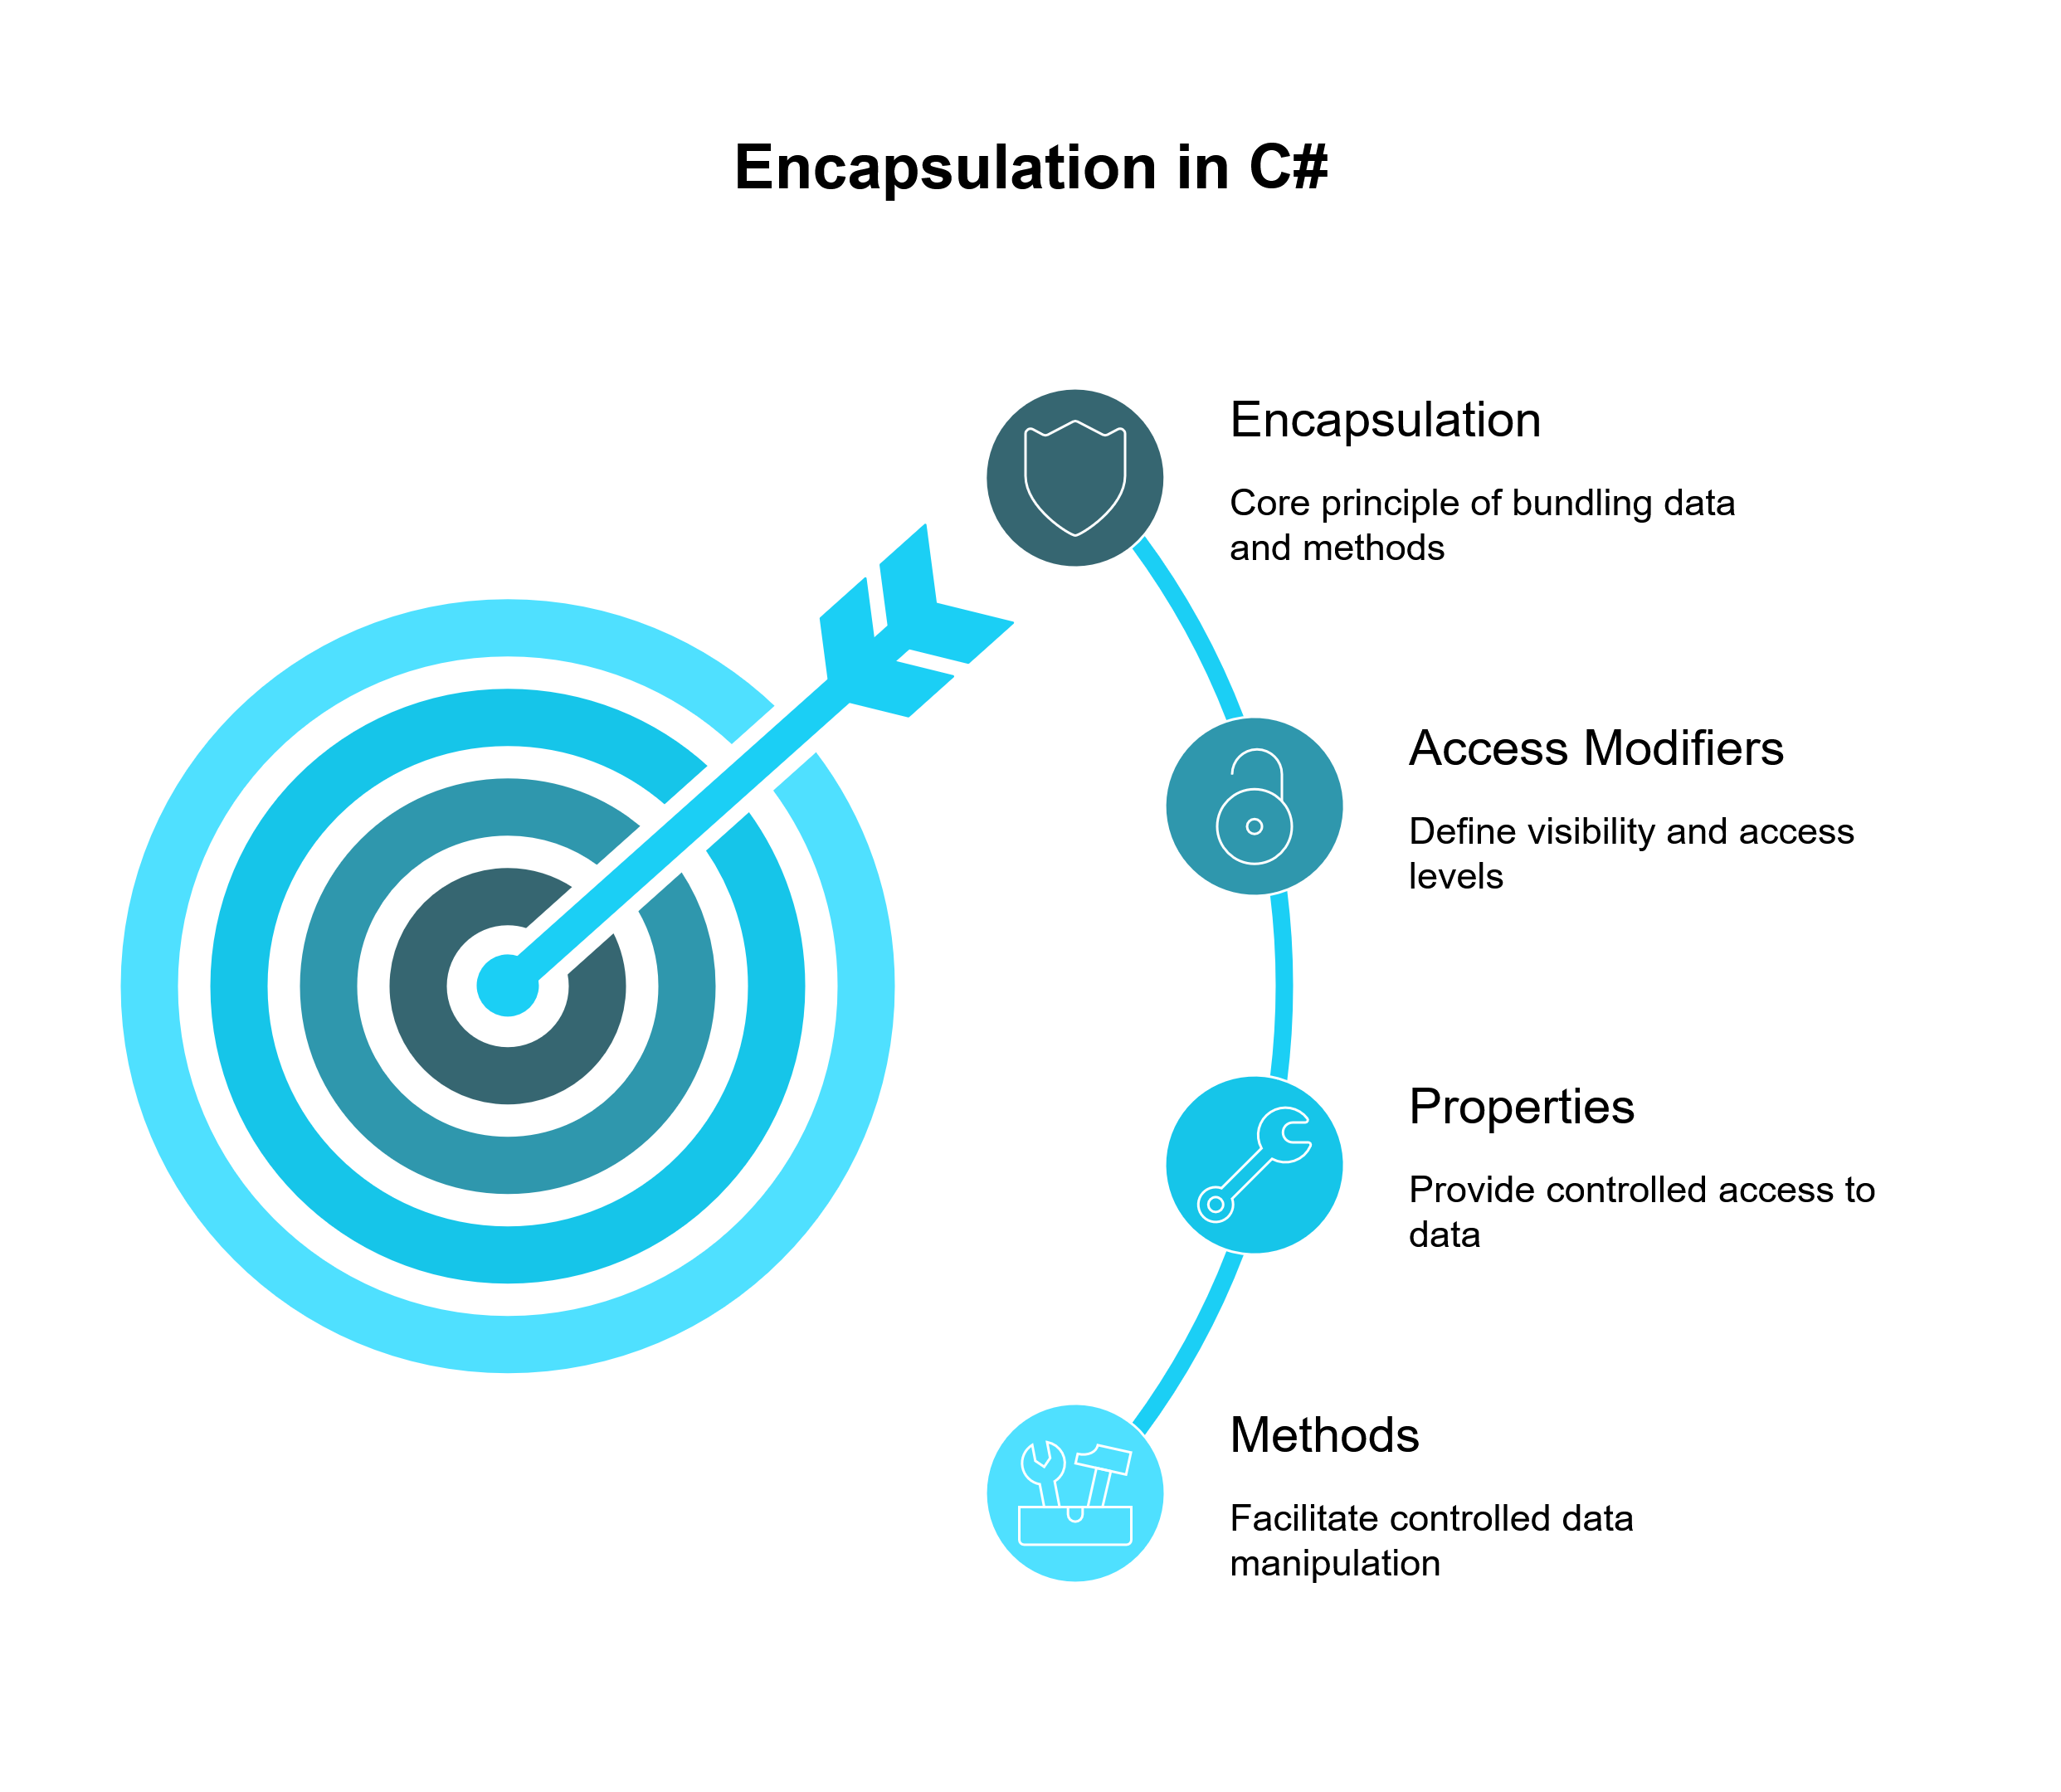 Encapsulation in C#
Encapsulation
Core principle of bundling data
and methods
Access Modifiers
Define visibility and access
levels
Properties
Provide controlled access to
data
Methods
Facilitate controlled data
manipulation